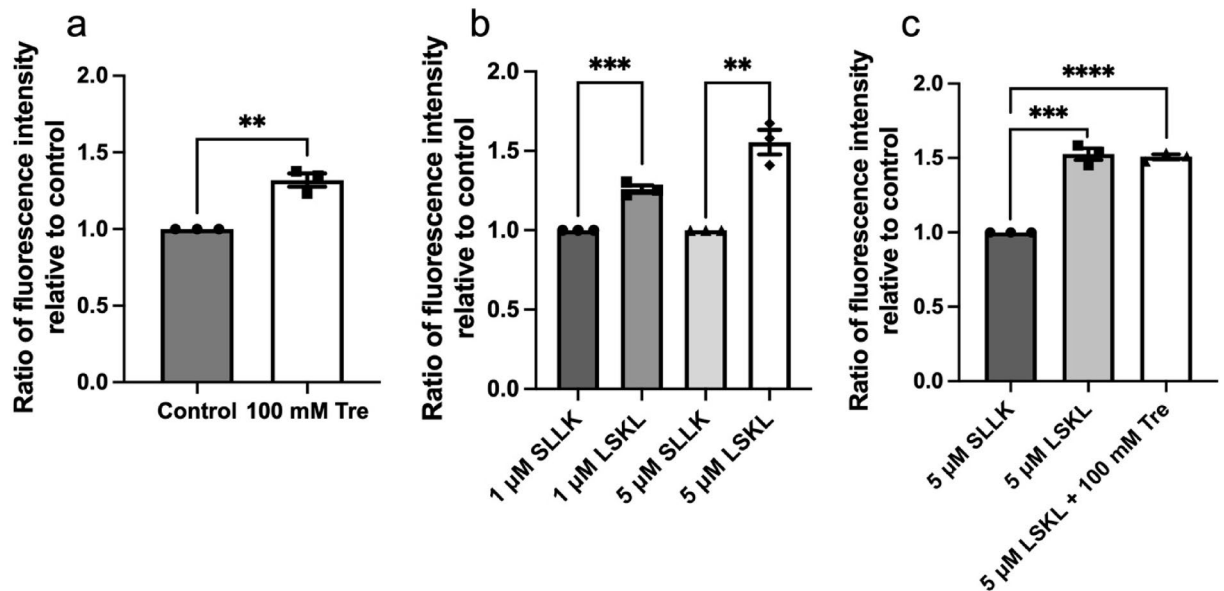 a
Ratio of fluorescence intensity
relative to control
2.0
1.5
1.0
0.5
0.0
**
Control 100 mM Tre
b
Ratio of fluorescence intensity
relative to control
2.0
1.5
1.0
0.5
0.0
***
**
1 µM SLLK
1 µM LSKL
5 µM SLLK
5 µM LSKL
c
Ratio of fluorescence intensity
relative to control
2.0
1.5
1.0
0.5
0.0
****
***
5 µM SLLK
5 µM LSKL
5 µM LSKL + 100 mM Tre